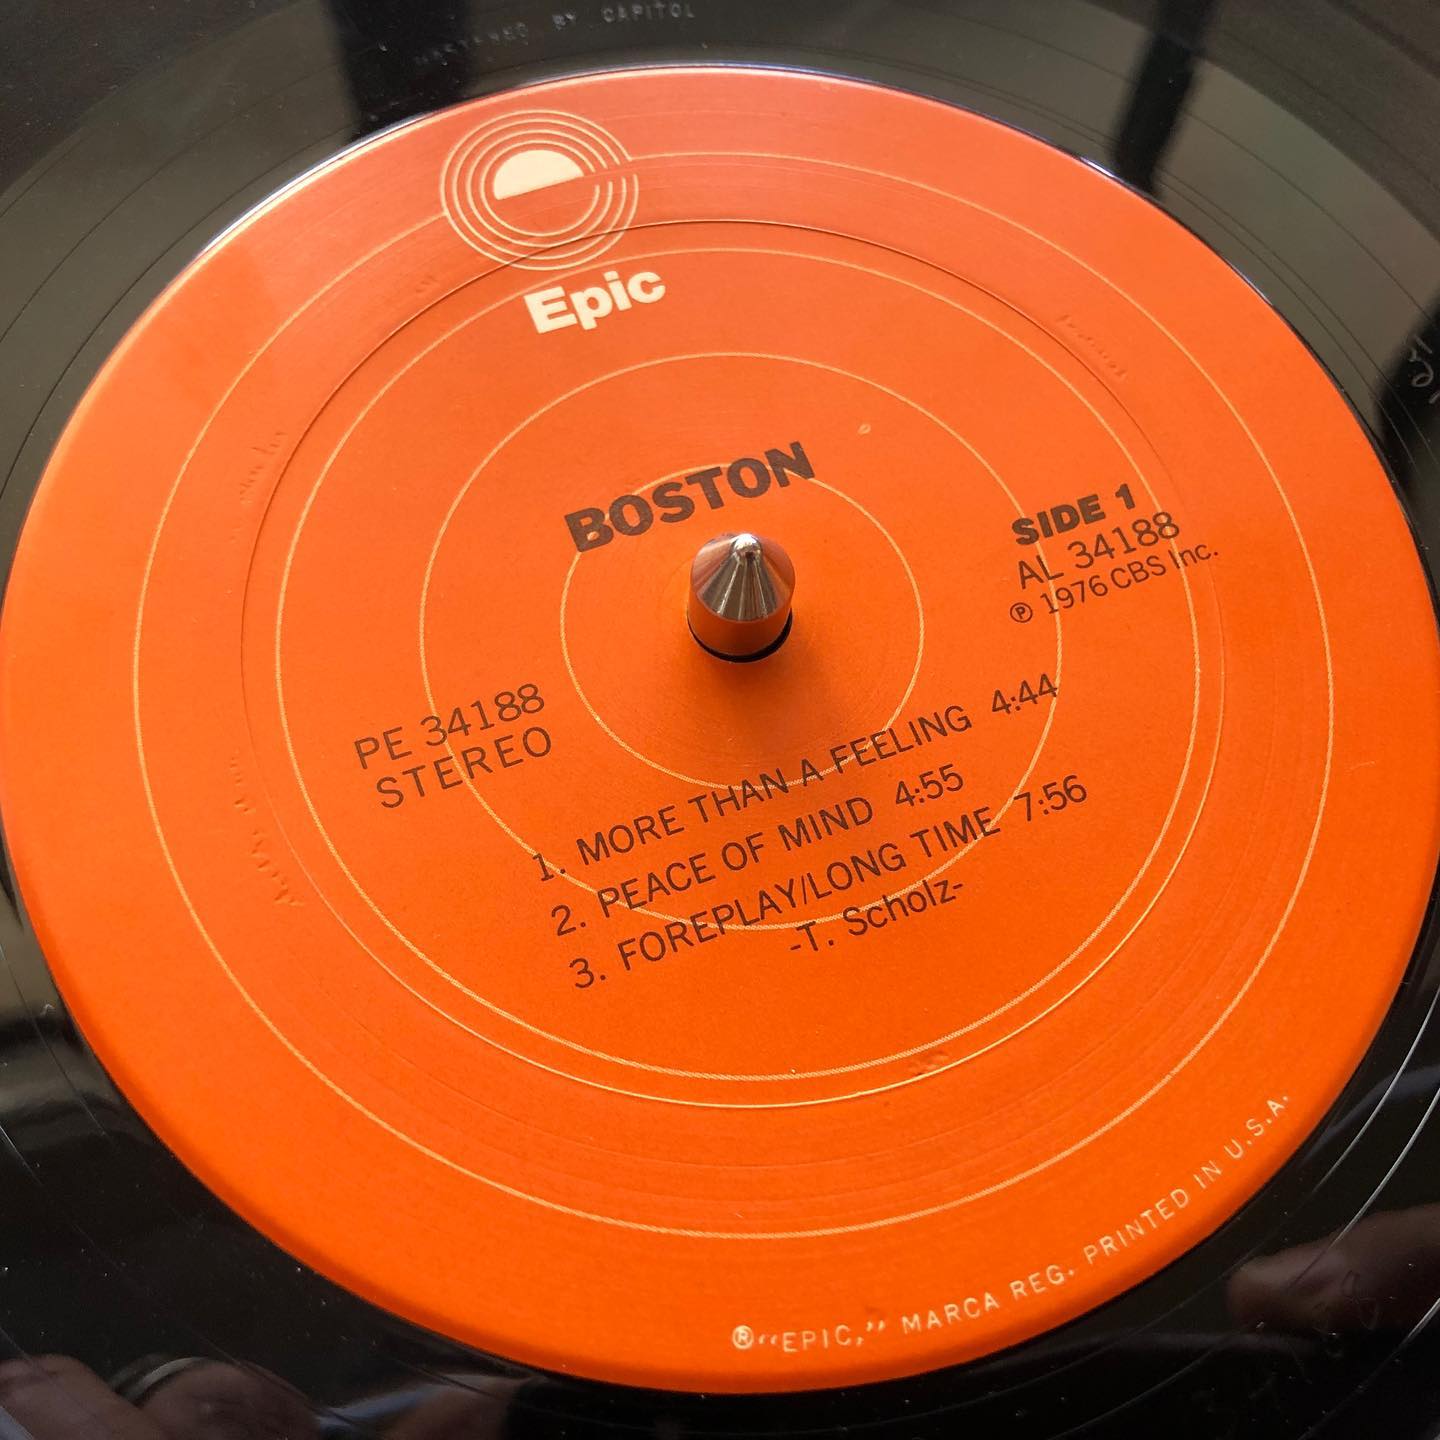 MASTERED BY CAPITOL
Epic
BOSTON
SIDE 1
AL 34188
℗ 1976 CBS Inc.
PE 34188
STEREO
1. MORE THAN A FEELING 4:44
2. PEACE OF MIND 4:55
3. FOREPLAY/LONG TIME 7:56
-T. Scholz-
®“EPIC,” MARCA REG. PRINTED IN U.S.A.